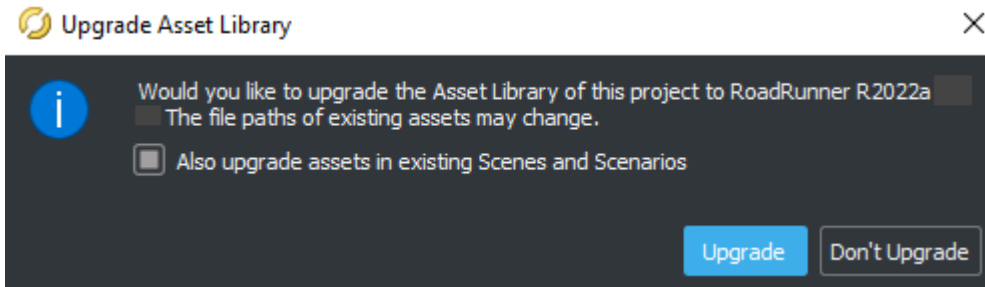 Upgrade Asset Library
Would you like to upgrade the Asset Library of this project to RoadRunner R2022a
The file paths of existing assets may change.
Also upgrade assets in existing Scenes and Scenarios
Upgrade
Don't Upgrade